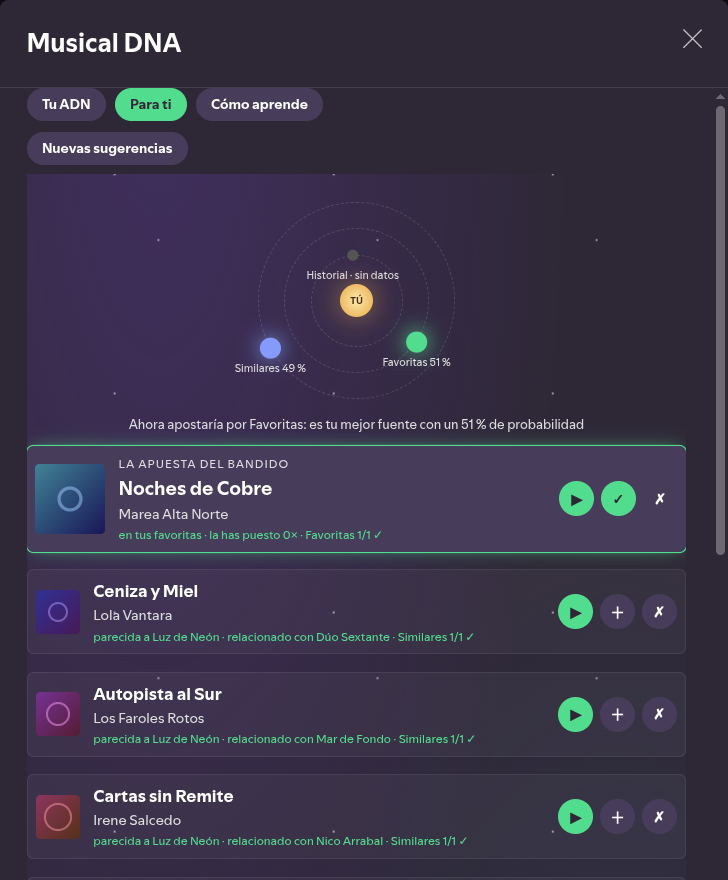 Musical DNA
Tu ADN
Para ti
Cómo aprende
Nuevas sugerencias
Historial · sin datos
TÚ
Similares 49 %
Favoritas 51 %
Ahora apostaría por Favoritas: es tu mejor fuente con un 51 % de probabilidad
LA APUESTA DEL BANDIDO
Noches de Cobre
Marea Alta Norte
en tus favoritas · la has puesto 0× · Favoritas 1/1 ✓
Ceniza y Miel
Lola Vantara
parecida a Luz de Neón · relacionado con Dúo Sextante · Similares 1/1 ✓
Autopista al Sur
Los Faroles Rotos
parecida a Luz de Neón · relacionado con Mar de Fondo · Similares 1/1 ✓
Cartas sin Remite
Irene Salcedo
parecida a Luz de Neón · relacionado con Nico Arrabal · Similares 1/1 ✓